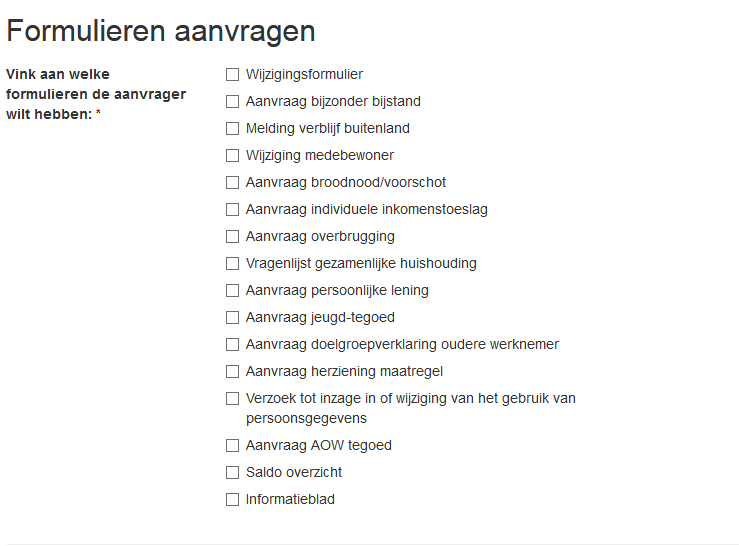 Formulieren aanvragen
Vink aan welke
formulieren de aanvrager
wilt hebben: *
Wijzigingsformulier
Aanvraag bijzonder bijstand
Melding verblijf buitenland
Wijziging medebewoner
Aanvraag broodnood/voorschot
Aanvraag individuele inkomenstoeslag
Aanvraag overbrugging
Vragenlijst gezamenlijke huishouding
Aanvraag persoonlijke lening
Aanvraag jeugd-tegoed
Aanvraag doelgroepverklaring oudere werknemer
Aanvraag herziening maatregel
Verzoek tot inzage in of wijziging van het gebruik van
persoonsgegevens
Aanvraag AOW tegoed
Saldo overzicht
Informatieblad